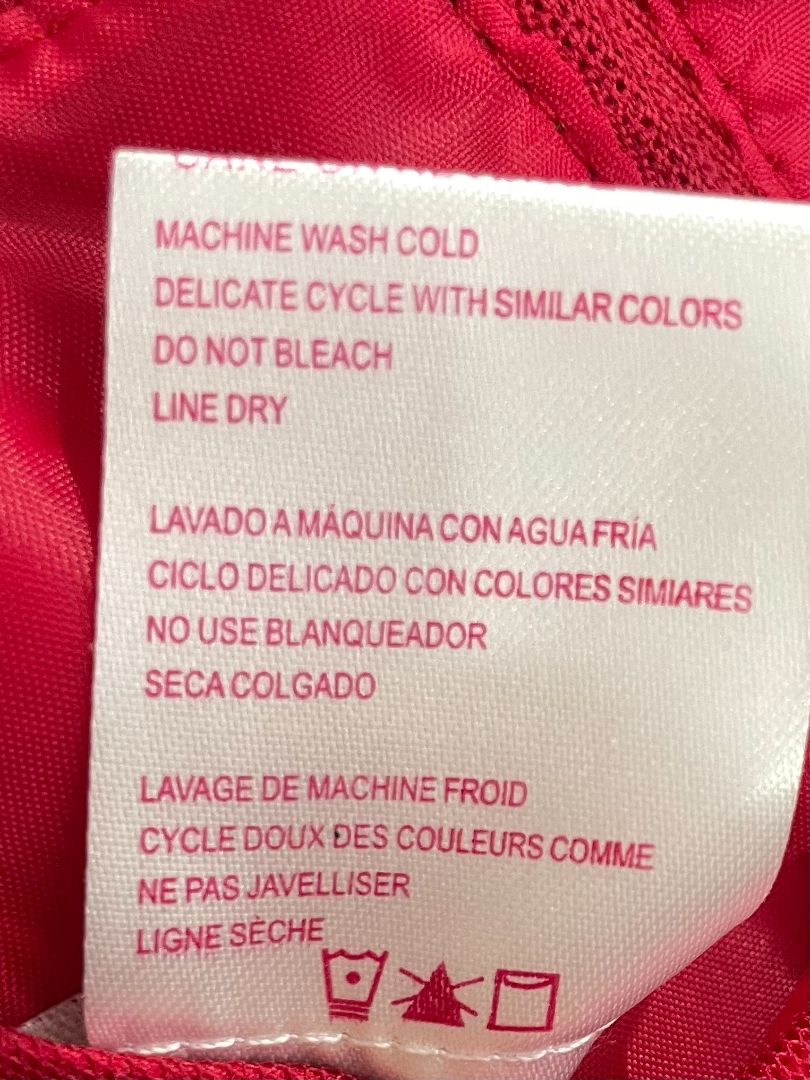 MACHINE WASH COLD
DELICATE CYCLE WITH SIMILAR COLORS
DO NOT BLEACH
LINE DRY
LAVADO A MÁQUINA CON AGUA FRÍA
CICLO DELICADO CON COLORES SIMIARES
NO USE BLANQUEADOR
SECA COLGADO
LAVAGE DE MACHINE FROID
CYCLE DOUX DES COULEURS COMME
NE PAS JAVELLISER
LIGNE SÈCHE